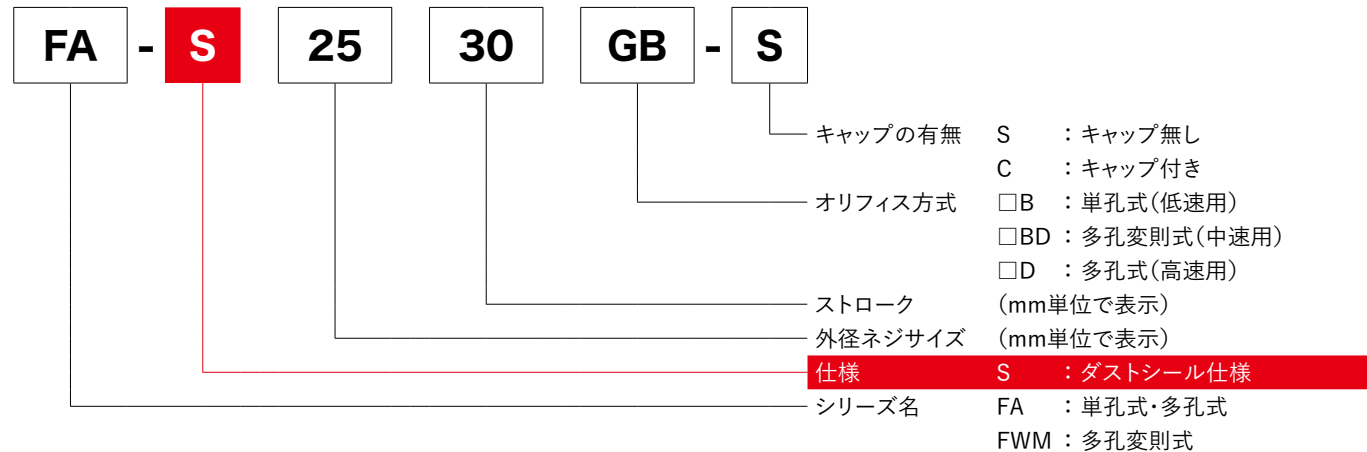 FA - S 25 30 GB - S
キャップの有無 S :キャップ無し
C :キャップ付き
オリフィス方式 □B :単孔式(低速用)
□BD :多孔変則式(中速用)
□D :多孔式(高速用)
ストローク (mm単位で表示)
外径ネジサイズ (mm単位で表示)
仕様 S :ダストシール仕様
シリーズ名 FA :単孔式・多孔式
FWM :多孔変則式